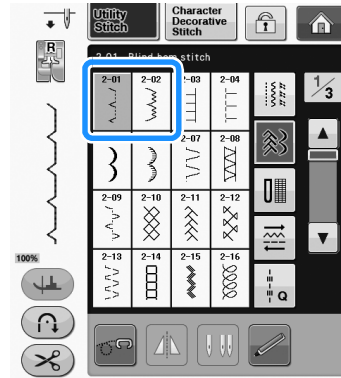 Utility
Stitch
Character
Decorative
Stitch
R
2-01 Blind hem stitch
1/3
2-01 2-02 -03 2-04
2-07 2-08
2-09 2-10 2-11 2-12
2-13 2-14 2-15 2-16
100%
Q